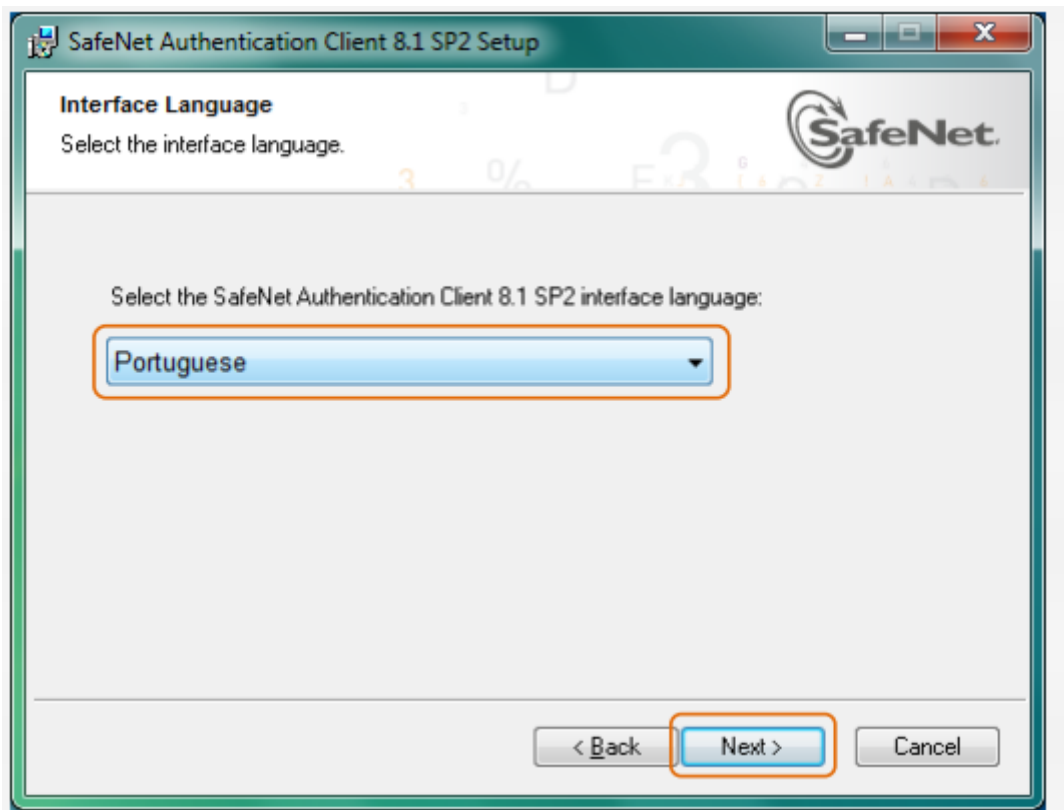 SafeNet Authentication Client 8.1 SP2 Setup
Interface Language
Select the interface language.
SafeNet.
Select the SafeNet Authentication Client 8.1 SP2 interface language:
Portuguese
< Back
Next >
Cancel